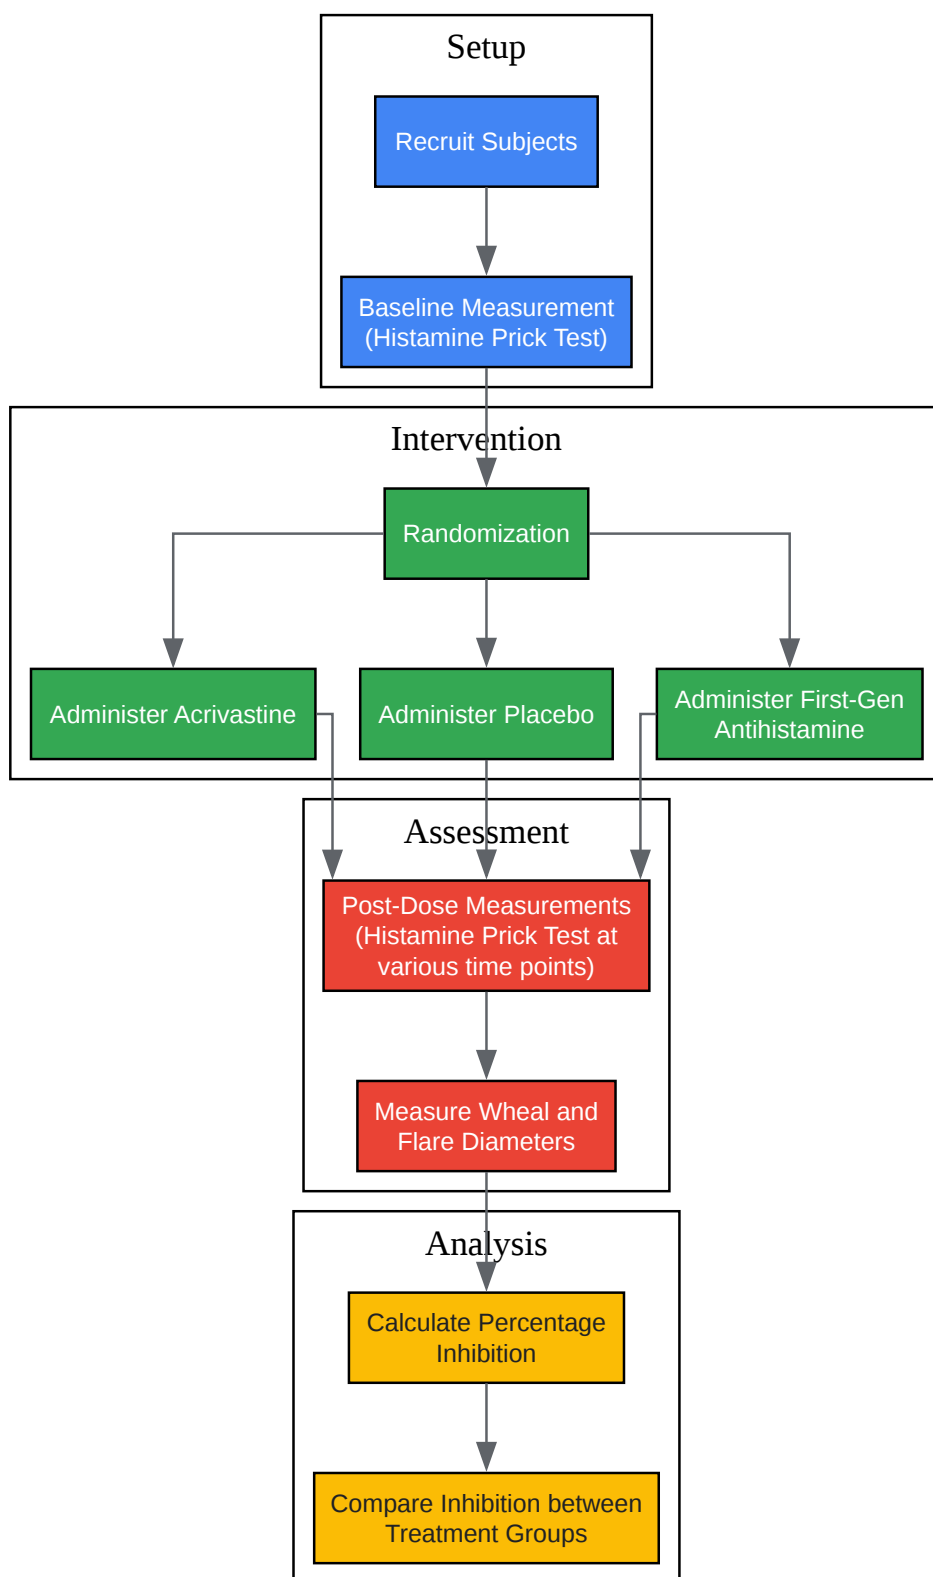 Setup
Recruit Subjects
Baseline Measurement
(Histamine Prick Test)
Intervention
Randomization
Administer Acrivastine
Administer Placebo
Administer First-Gen
Antihistamine
Assessment
Post-Dose Measurements
(Histamine Prick Test at
various time points)
Measure Wheal and
Flare Diameters
Analysis
Calculate Percentage
Inhibition
Compare Inhibition between
Treatment Groups